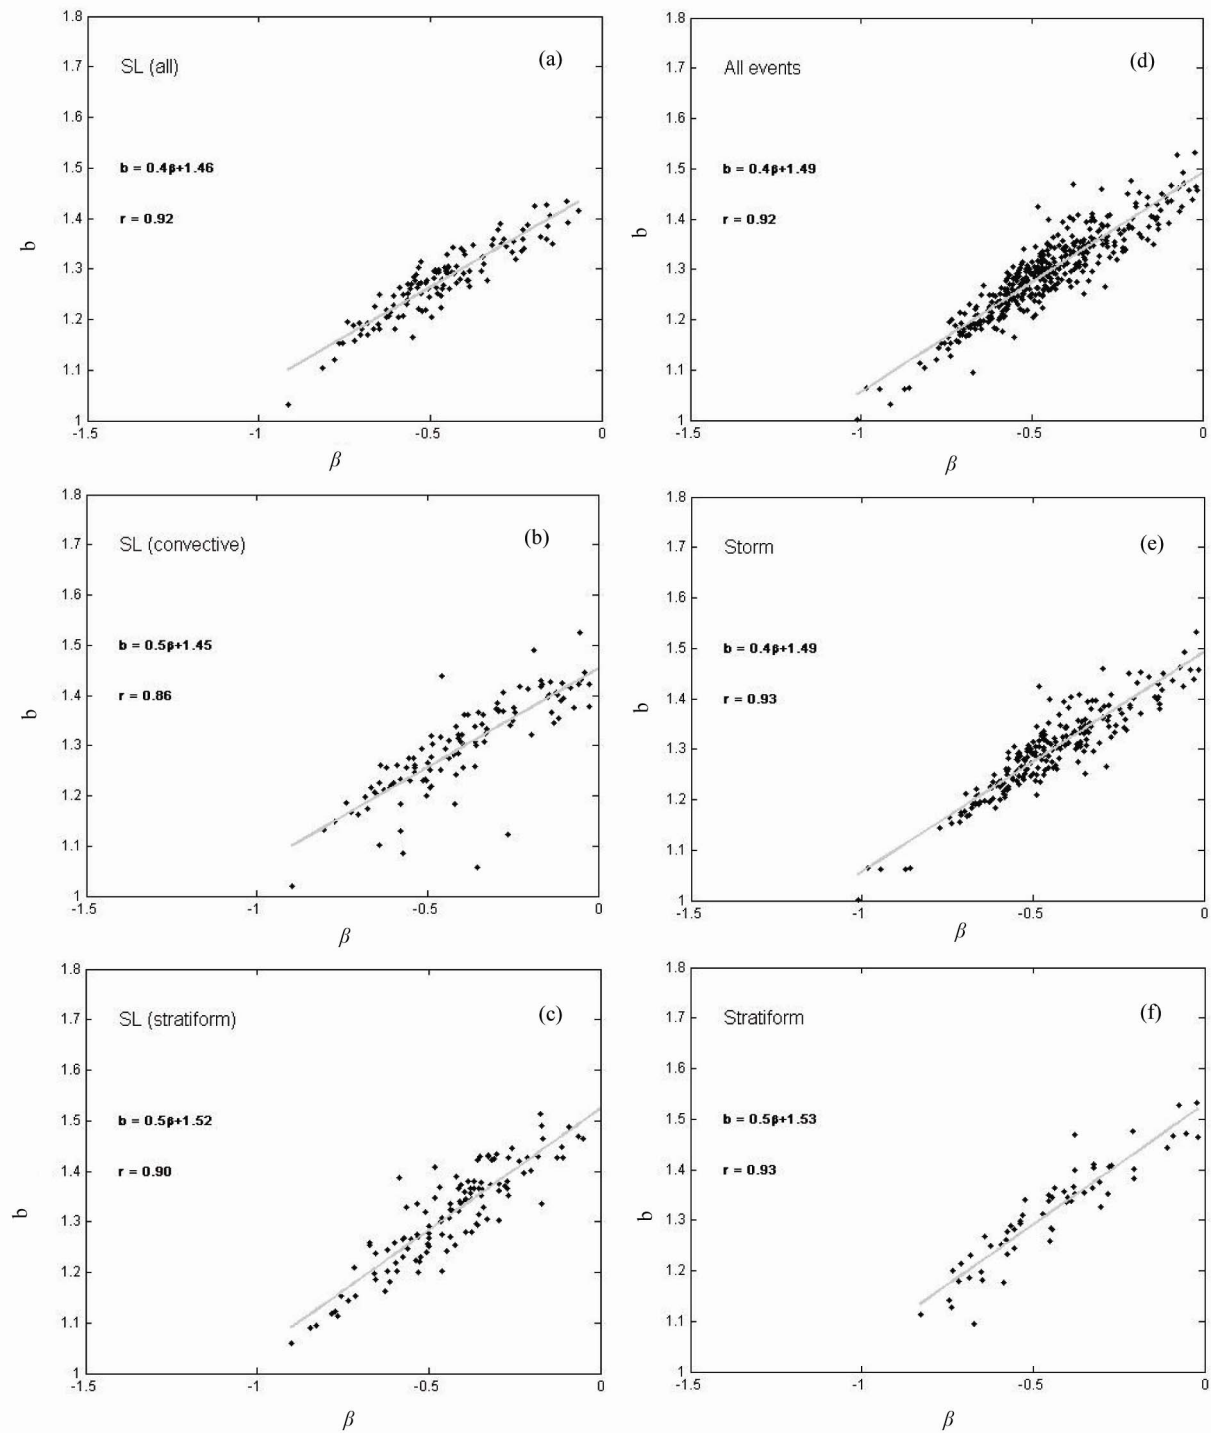 1.8
1.7
1.6
1.5
1.4
1.3
1.2
1.1
1
-1.5
-1
-0.5
0
SL (all)
(a)
b = 0.4β+1.46
r = 0.92
b
β
1.8
1.7
1.6
1.5
1.4
1.3
1.2
1.1
1
-1.5
-1
-0.5
0
SL (convective)
(b)
b = 0.5β+1.45
r = 0.86
b
β
1.8
1.7
1.6
1.5
1.4
1.3
1.2
1.1
1
-1.5
-1
-0.5
0
SL (stratiform)
(c)
b = 0.5β+1.52
r = 0.90
b
β
1.8
1.7
1.6
1.5
1.4
1.3
1.2
1.1
1
-1.5
-1
-0.5
0
All events
(d)
b = 0.4β+1.49
r = 0.92
b
β
1.8
1.7
1.6
1.5
1.4
1.3
1.2
1.1
1
-1.5
-1
-0.5
0
Storm
(e)
b = 0.4β+1.49
r = 0.93
b
β
1.8
1.7
1.6
1.5
1.4
1.3
1.2
1.1
1
-1.5
-1
-0.5
0
Stratiform
(f)
b = 0.5β+1.53
r = 0.93
b
β